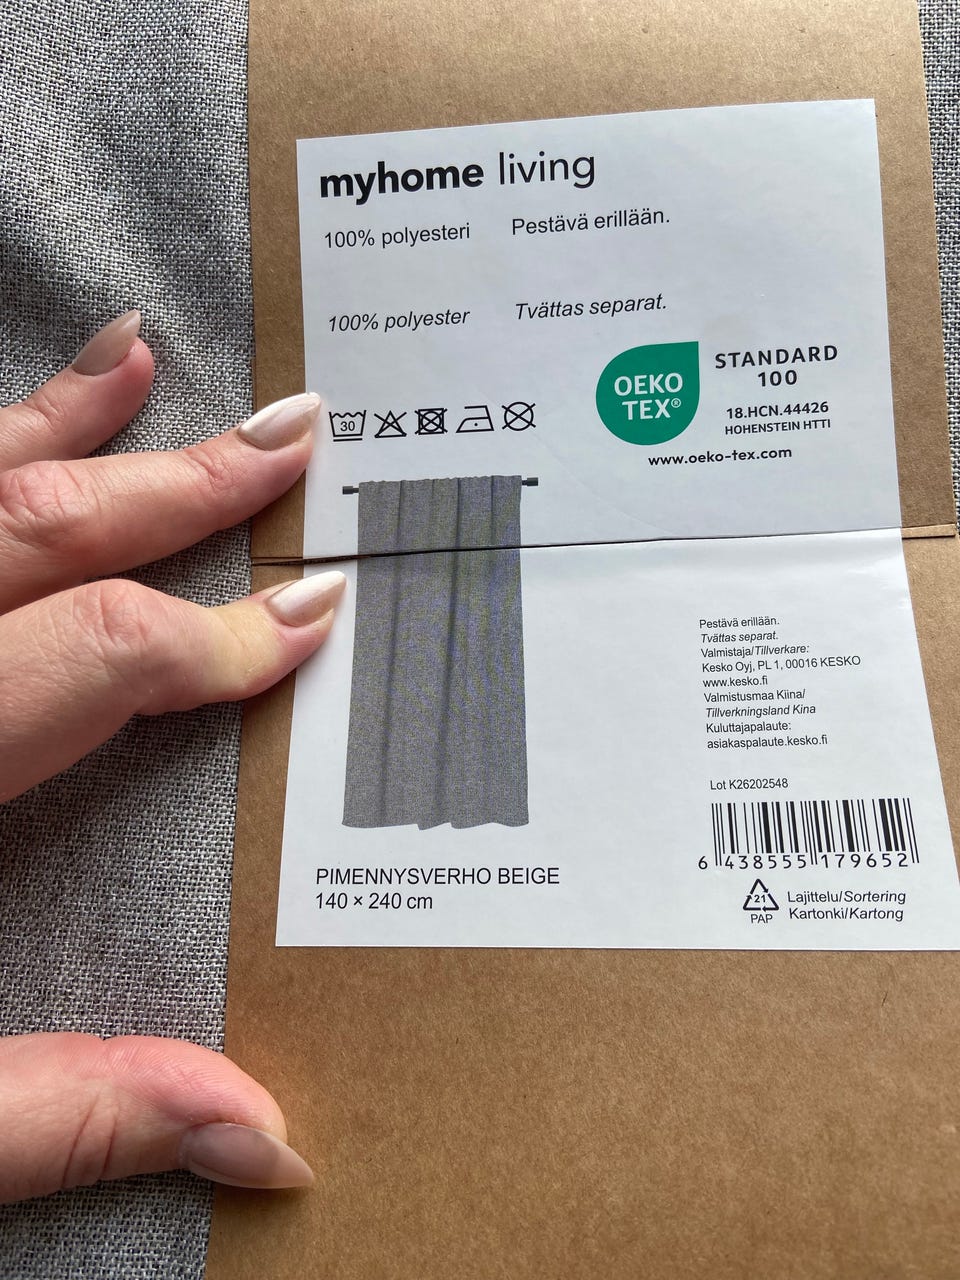 myhome living
100% polyesteri Pestävä erillään.
100% polyester Tvättas separat.
30
OEKO
TEX®
STANDARD
100
18.HCN.44426
HOHENSTEIN HTTI
www.oeko-tex.com
Pestävä erillään.
Tvättas separat.
Valmistaja/Tillverkare:
Kesko Oyj, PL 1, 00016 KESKO
www.kesko.fi
Valmistusmaa Kiina/
Tillverkningsland Kina
Kuluttajapalaute:
asiakaspalaute.kesko.fi
Lot K26202548
6 438555 179652
PIMENNYSVERHO BEIGE
140 × 240 cm
21
PAP
Lajittelu/Sortering
Kartonki/Kartong